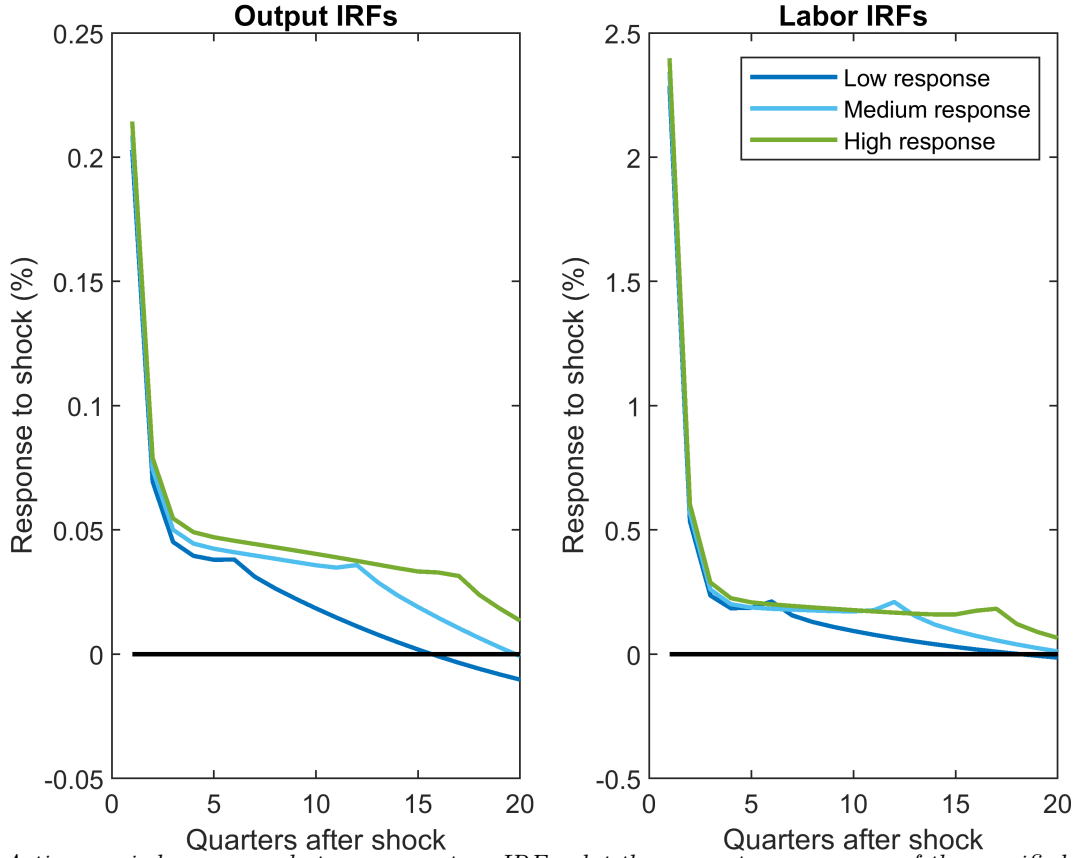 Output IRFs
0.25
0.2
0.15
0.1
0.05
0
-0.05
Response to shock (%)
0
5
10
15
20
Quarters after shock
Labor IRFs
2.5
2
1.5
1
0.5
0
-0.5
Response to shock (%)
0
5
10
15
20
Quarters after shock
Low response
Medium response
High response